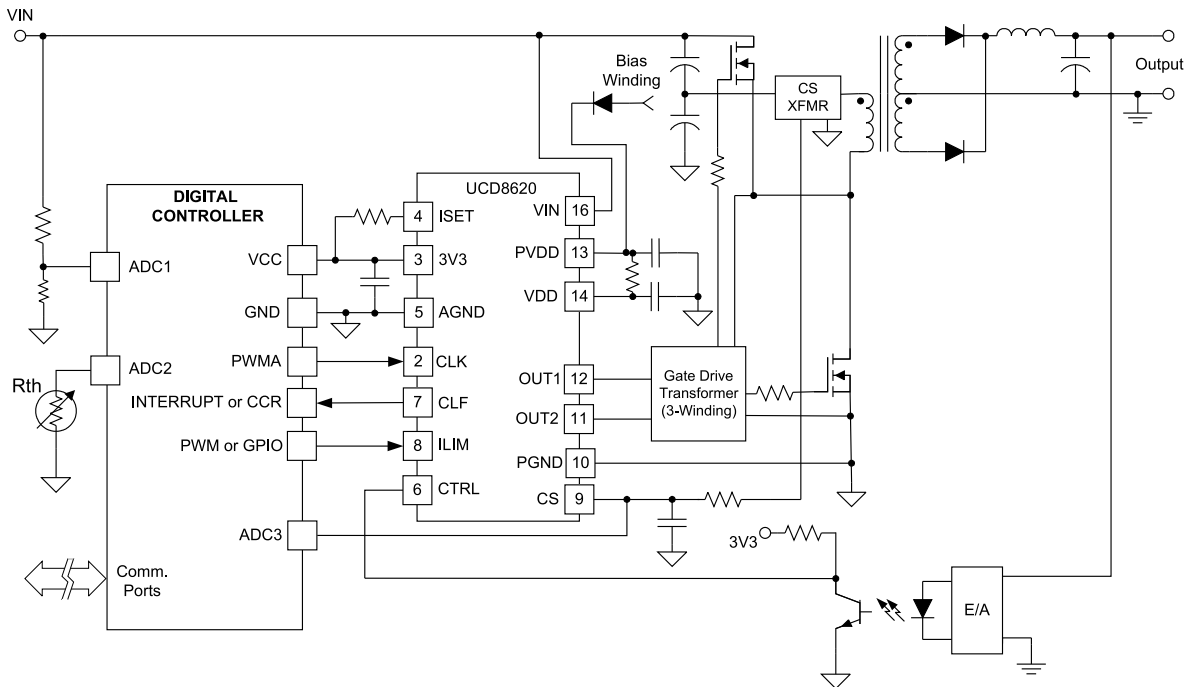 VIN
Bias
Winding
CS
XFMR
Output
DIGITAL
CONTROLLER
UCD8620
4 ISET
VIN 16
ADC1
VCC
3 3V3
PVDD 13
GND
5 AGND
VDD 14
ADC2
PWMA
2 CLK
OUT1 12
Gate Drive
Transformer
(3-Winding)
Rth
INTERRUPT or CCR
7 CLF
OUT2 11
PWM or GPIO
8 ILIM
PGND 10
6 CTRL
CS 9
ADC3
3V3
Comm.
Ports
E/A